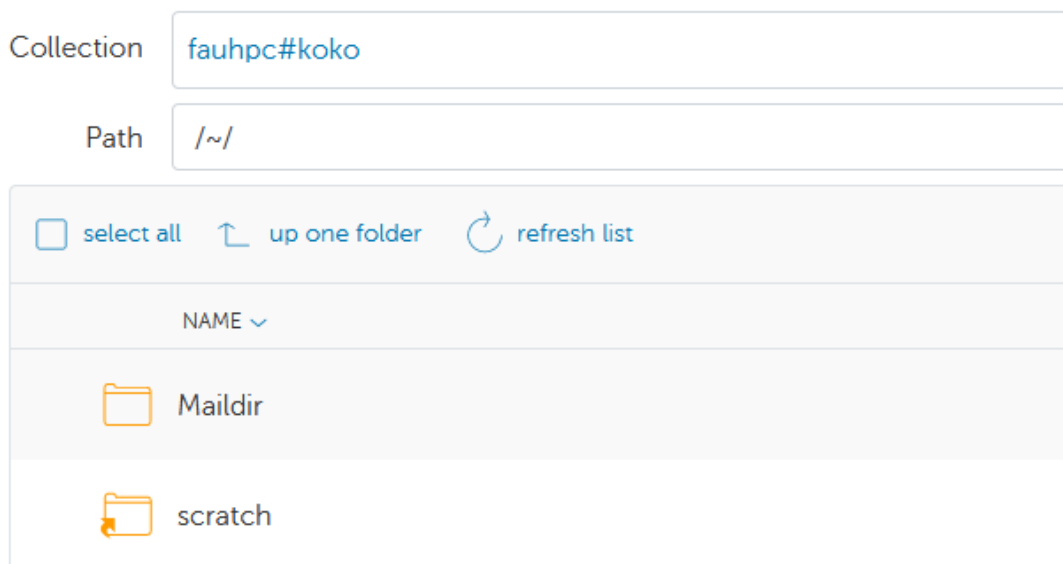 Collection fauhpc#koko
Path /~/
select all up one folder refresh list
NAME
Maildir
scratch